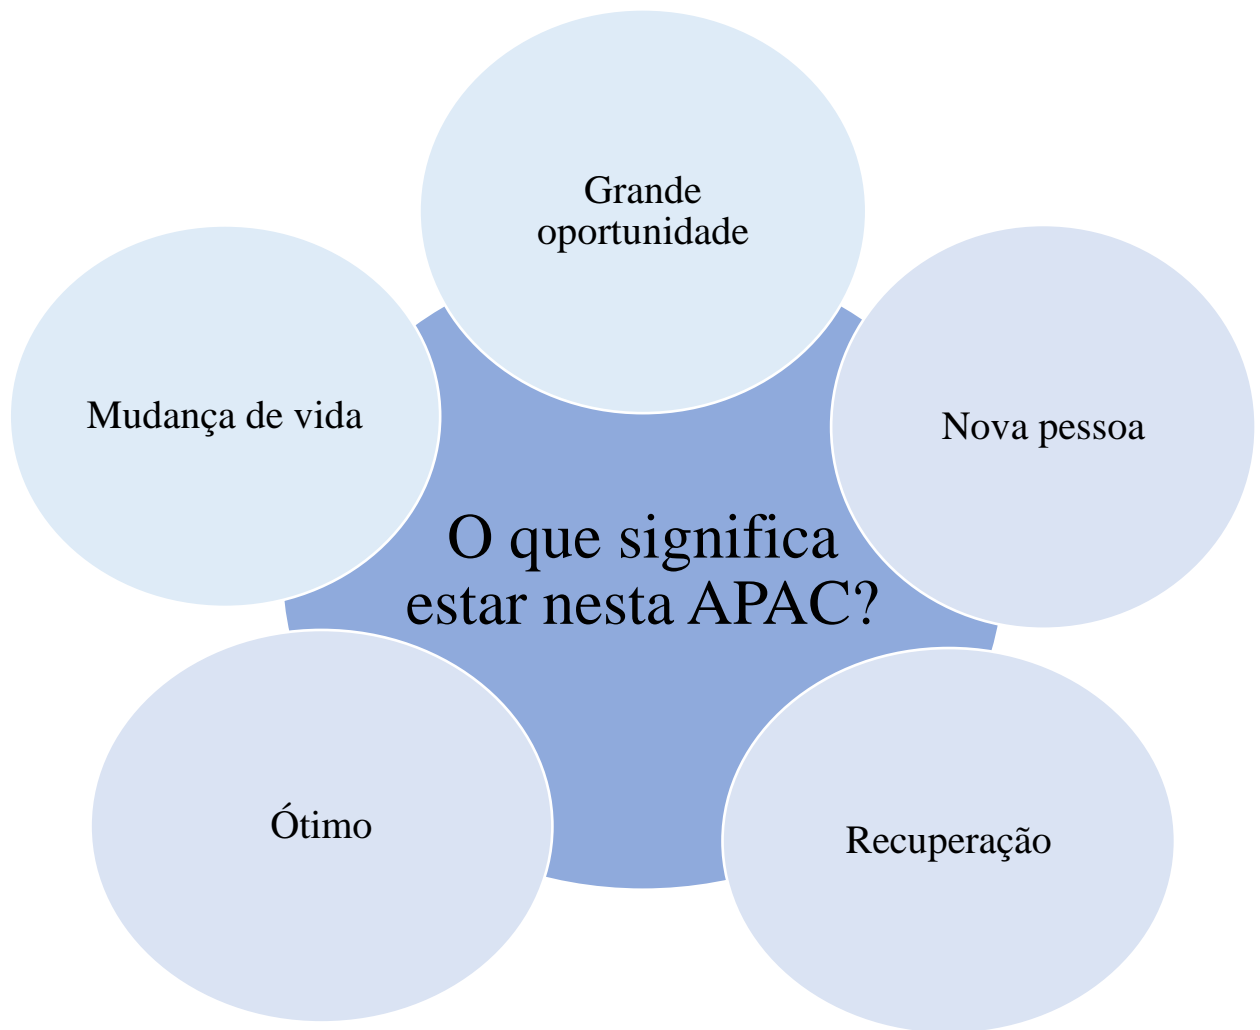 Grande
oportunidade
Nova pessoa
Recuperação
Ótimo
Mudança de vida
O que significa
estar nesta APAC?